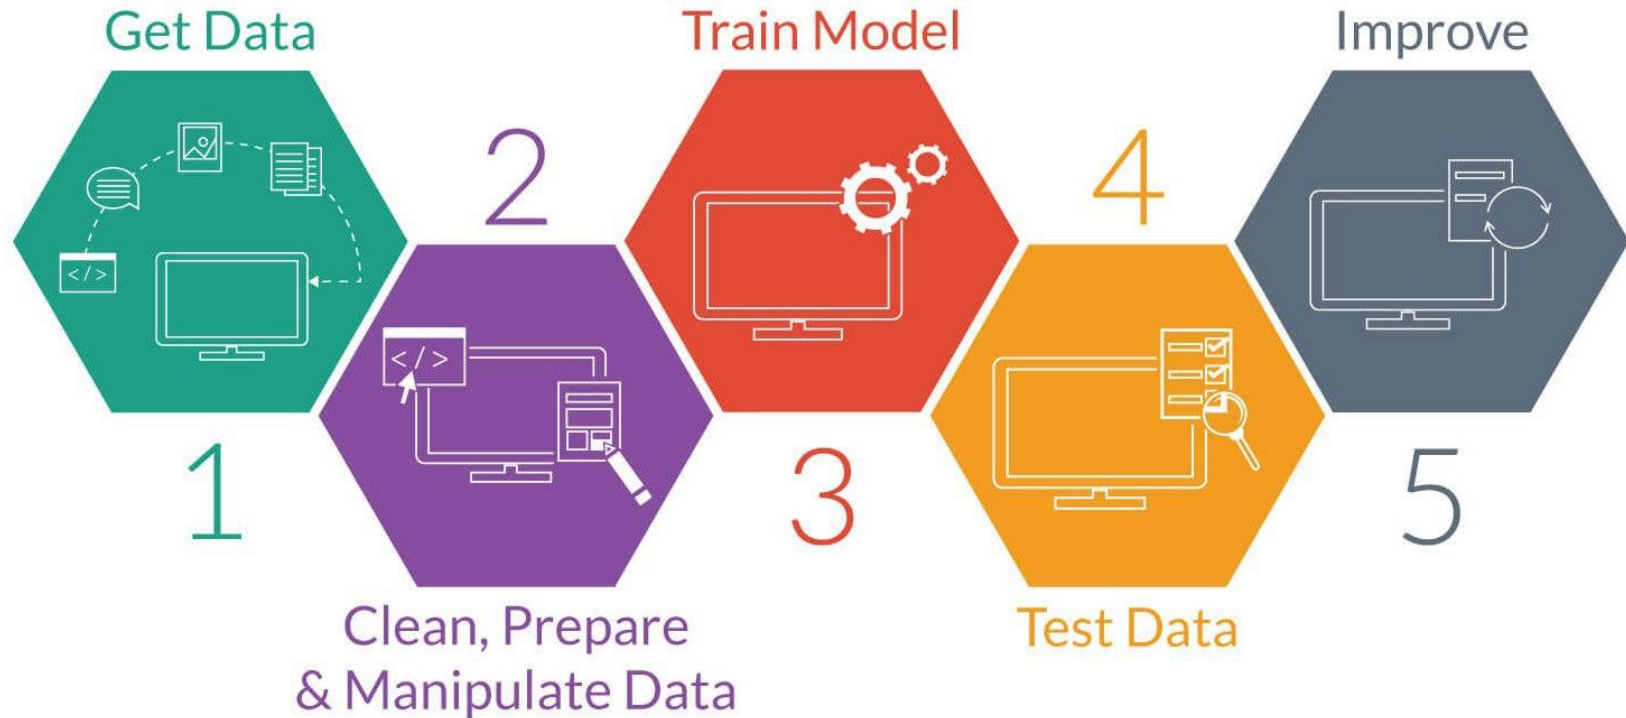 Get Data
1
2
Clean, Prepare
& Manipulate Data
</>
</>
Train Model
3
4
Test Data
Improve
5